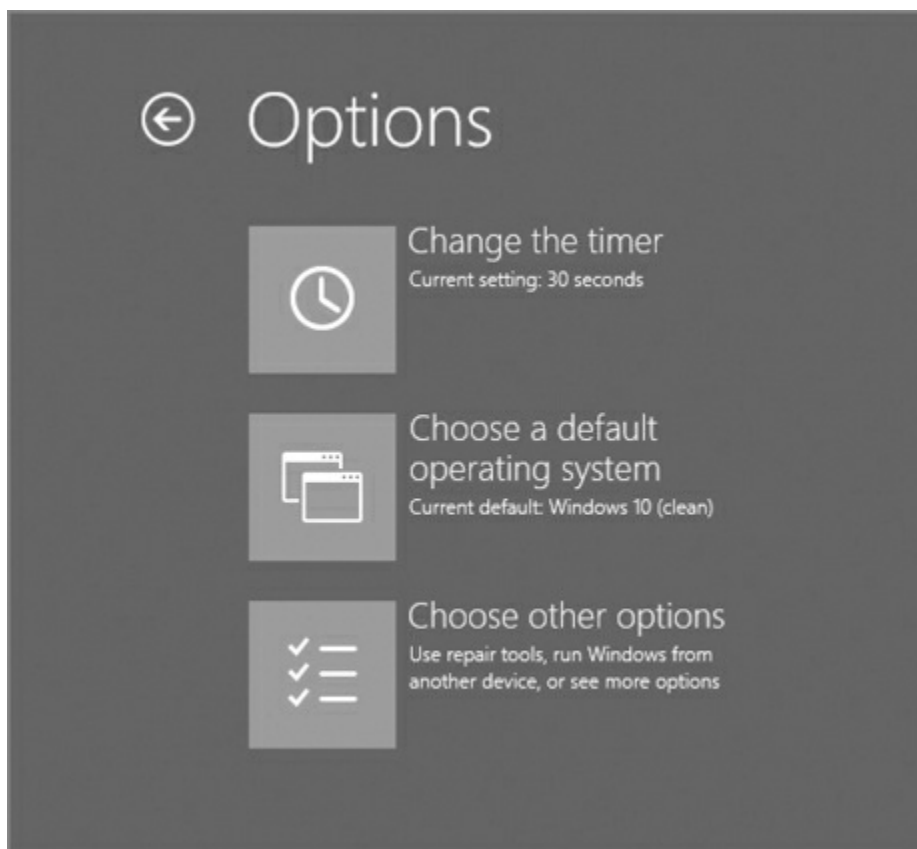 Options
Change the timer
Current setting: 30 seconds
Choose a default
operating system
Current default: Windows 10 (clean)
Choose other options
Use repair tools, run Windows from
another device, or see more options